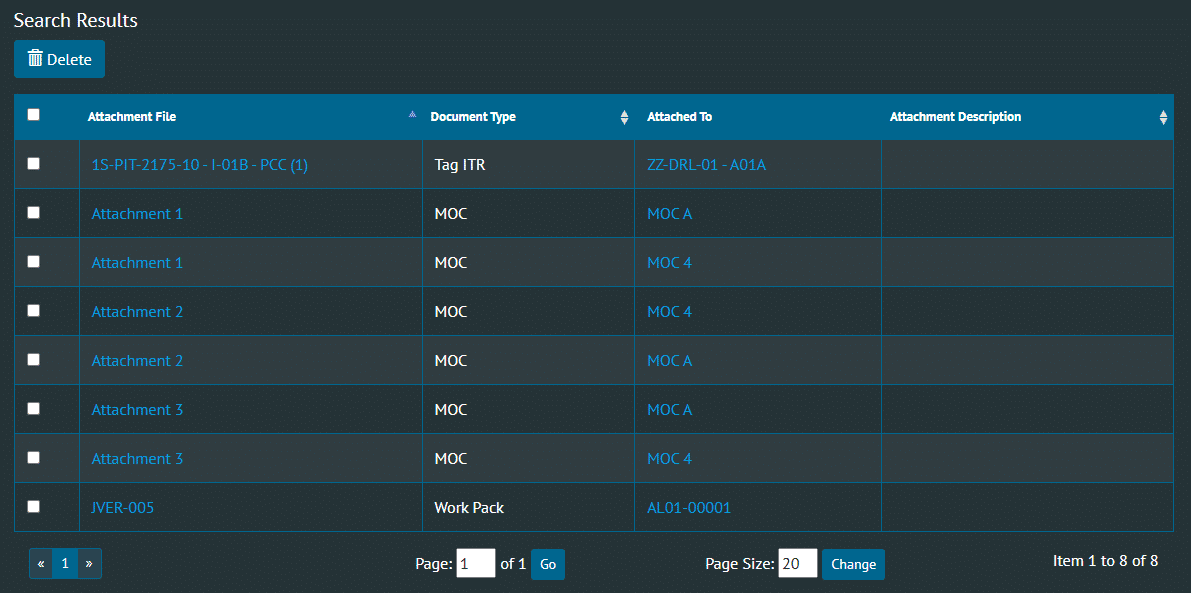 Search Results
Delete
Attachment File Document Type Attached To Attachment Description
1S-PIT-2175-10 - I-01B - PCC (1) Tag ITR ZZ-DRL-01 - A01A
Attachment 1 MOC MOC A
Attachment 1 MOC MOC 4
Attachment 2 MOC MOC 4
Attachment 2 MOC MOC A
Attachment 3 MOC MOC A
Attachment 3 MOC MOC 4
JVER-005 Work Pack AL01-00001
« 1 » Page: 1 of 1 Go Page Size: 20 Change Item 1 to 8 of 8